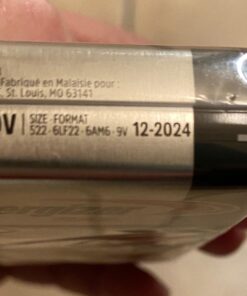 Fabriqué en Malaisie pour :
, St. Louis, MO 63141
SIZE · FORMAT
522 · 6LF22 · 6AM6 · 9V 12-2024